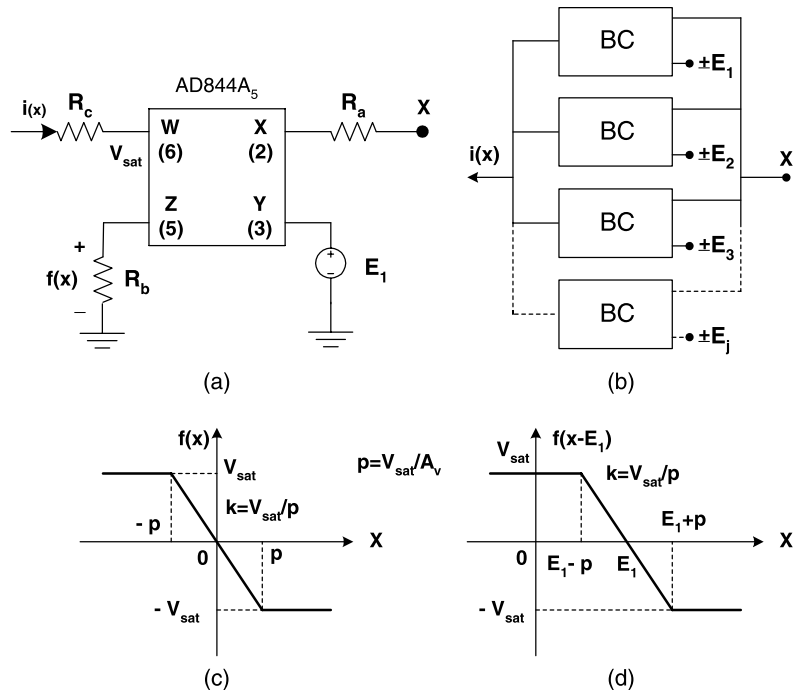 AD844A5
i(x)
Rc
W
(6)
X
(2)
Ra
X
Vsat
Z
(5)
Y
(3)
+
f(x)
−
Rb
+
−
E1
(a)
BC
±E1
BC
±E2
i(x)
X
BC
±E3
BC
±Ej
(b)
f(x)
Vsat
p=Vsat/Av
k=Vsat/p
- p
0
p
X
- Vsat
(c)
f(x-E1)
Vsat
k=Vsat/p
E1+p
0
E1- p
E1
X
- Vsat
(d)